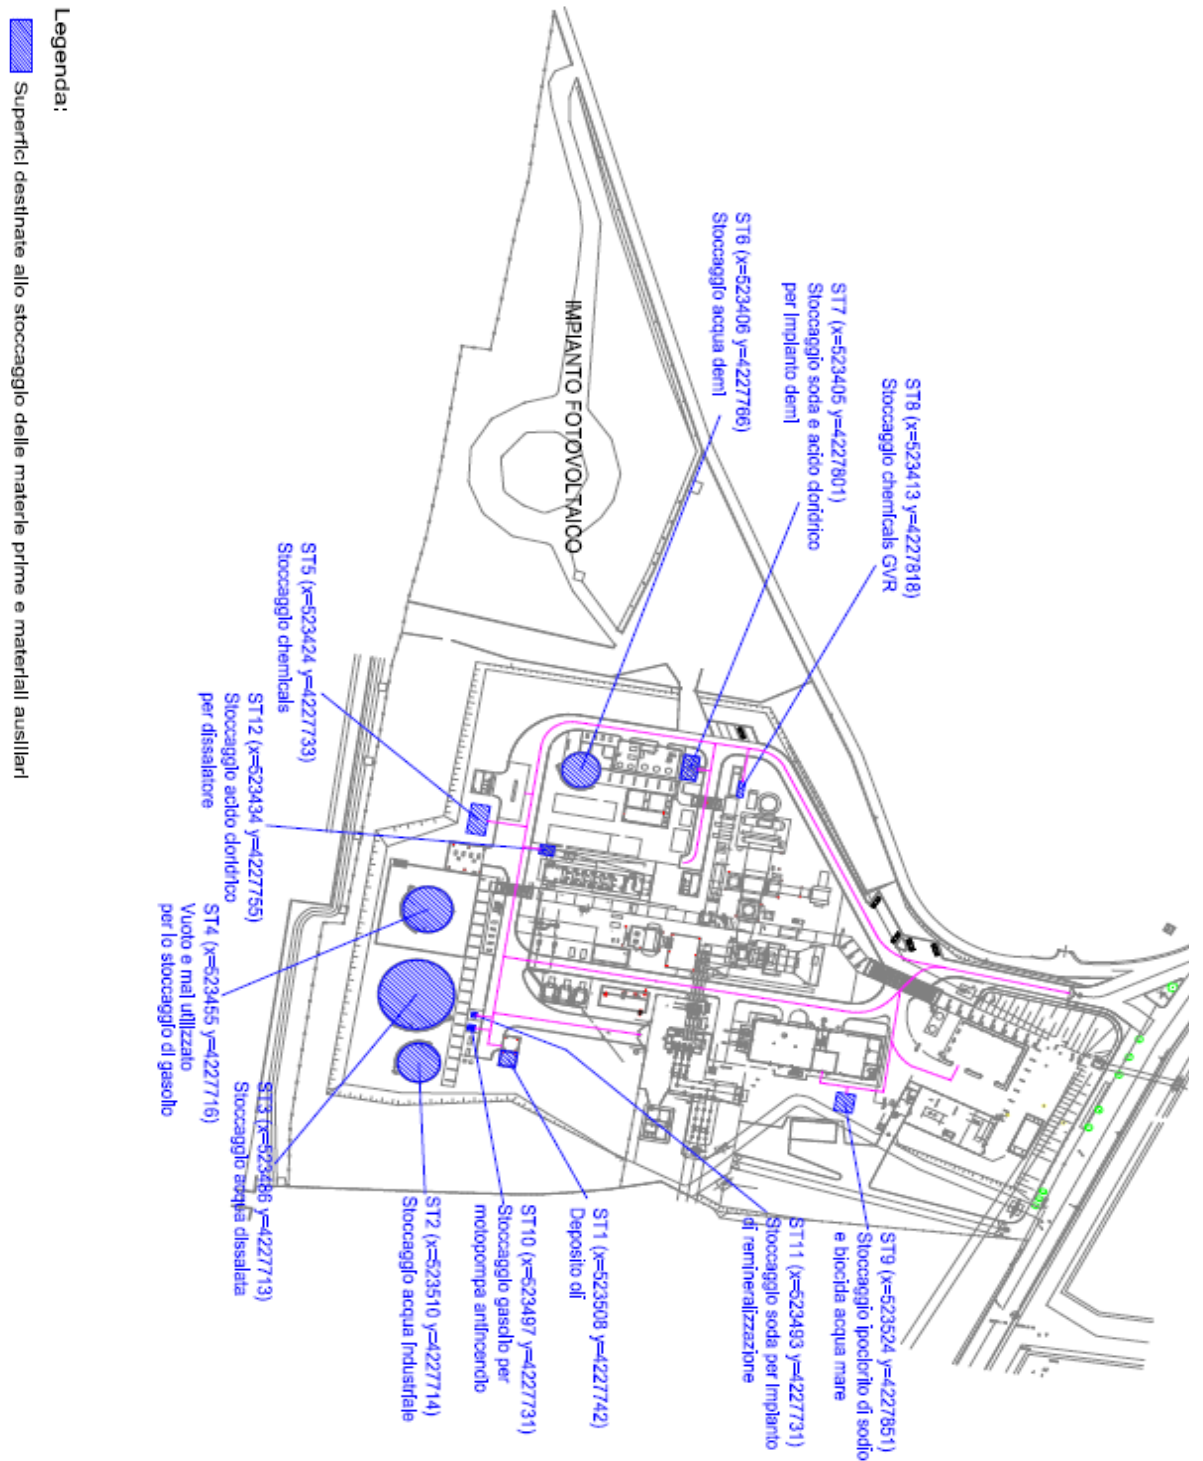 Legenda:
Superfici destinate allo stoccaggio delle materie prime e materiali ausiliari
IMPIANTO FOTOVOLTAICO
ST8 (x=523413 y=4227818)
Stoccaggio chemicals GVR
ST7 (x=523405 y=4227801)
Stoccaggio soda e acido cloridrico
per impianto demi
ST6 (x=523406 y=4227766)
Stoccaggio acqua demi
ST5 (x=523424 y=4227733)
Stoccaggio chemicals
ST12 (x=523434 y=4227755)
Stoccaggio acido cloridrico
per dissalatore
ST4 (x=523455 y=4227716)
Vuoto e mai utilizzato
per lo stoccaggio di gasolio
ST3 (x=523486 y=4227713)
Stoccaggio acqua dissalata
ST9 (x=523524 y=4227851)
Stoccaggio ipoclorito di sodio
e biocida acqua mare
ST11 (x=523493 y=4227731)
Stoccaggio soda per impianto
di remineralizzazione
ST1 (x=523508 y=4227742)
Deposito oli
ST10 (x=523497 y=4227731)
Stoccaggio gasolio per
motopompa antincendio
ST2 (x=523510 y=4227714)
Stoccaggio acqua industriale